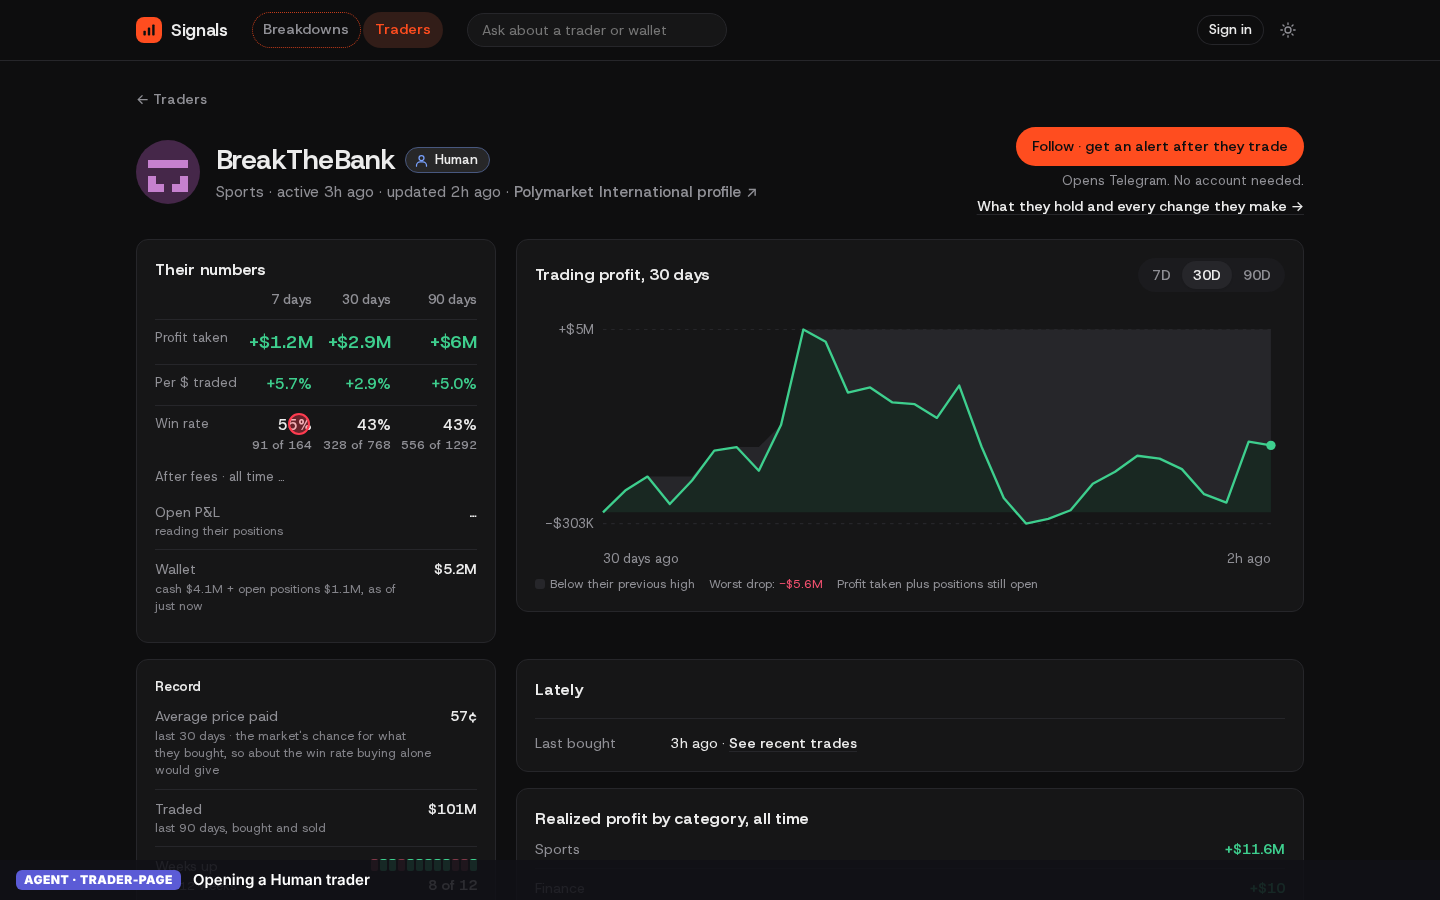 Signals
Breakdowns
Traders
Ask about a trader or wallet
Sign in
← Traders
BreakTheBank
Human
Sports · active 3h ago · updated 2h ago · Polymarket International profile ↗
Follow · get an alert after they trade
Opens Telegram. No account needed.
What they hold and every change they make →
Their numbers
7 days 30 days 90 days
Profit taken +$1.2M +$2.9M +$6M
Per $ traded +5.7% +2.9% +5.0%
Win rate 55% 43% 43%
91 of 164 328 of 768 556 of 1292
After fees · all time …
Open P&L …
reading their positions
Wallet $5.2M
cash $4.1M + open positions $1.1M, as of
just now
Trading profit, 30 days
7D 30D 90D
+$5M
−$303K
30 days ago 2h ago
Below their previous high Worst drop: −$5.6M Profit taken plus positions still open
Record
Average price paid 57¢
last 30 days · the market's chance for what
they bought, so about the win rate buying alone
would give
Traded $101M
last 90 days, bought and sold
Weeks up
8 of 12
Lately
Last bought 3h ago · See recent trades
Realized profit by category, all time
Sports +$11.6M
Finance +$10
AGENT · TRADER-PAGE Opening a Human trader